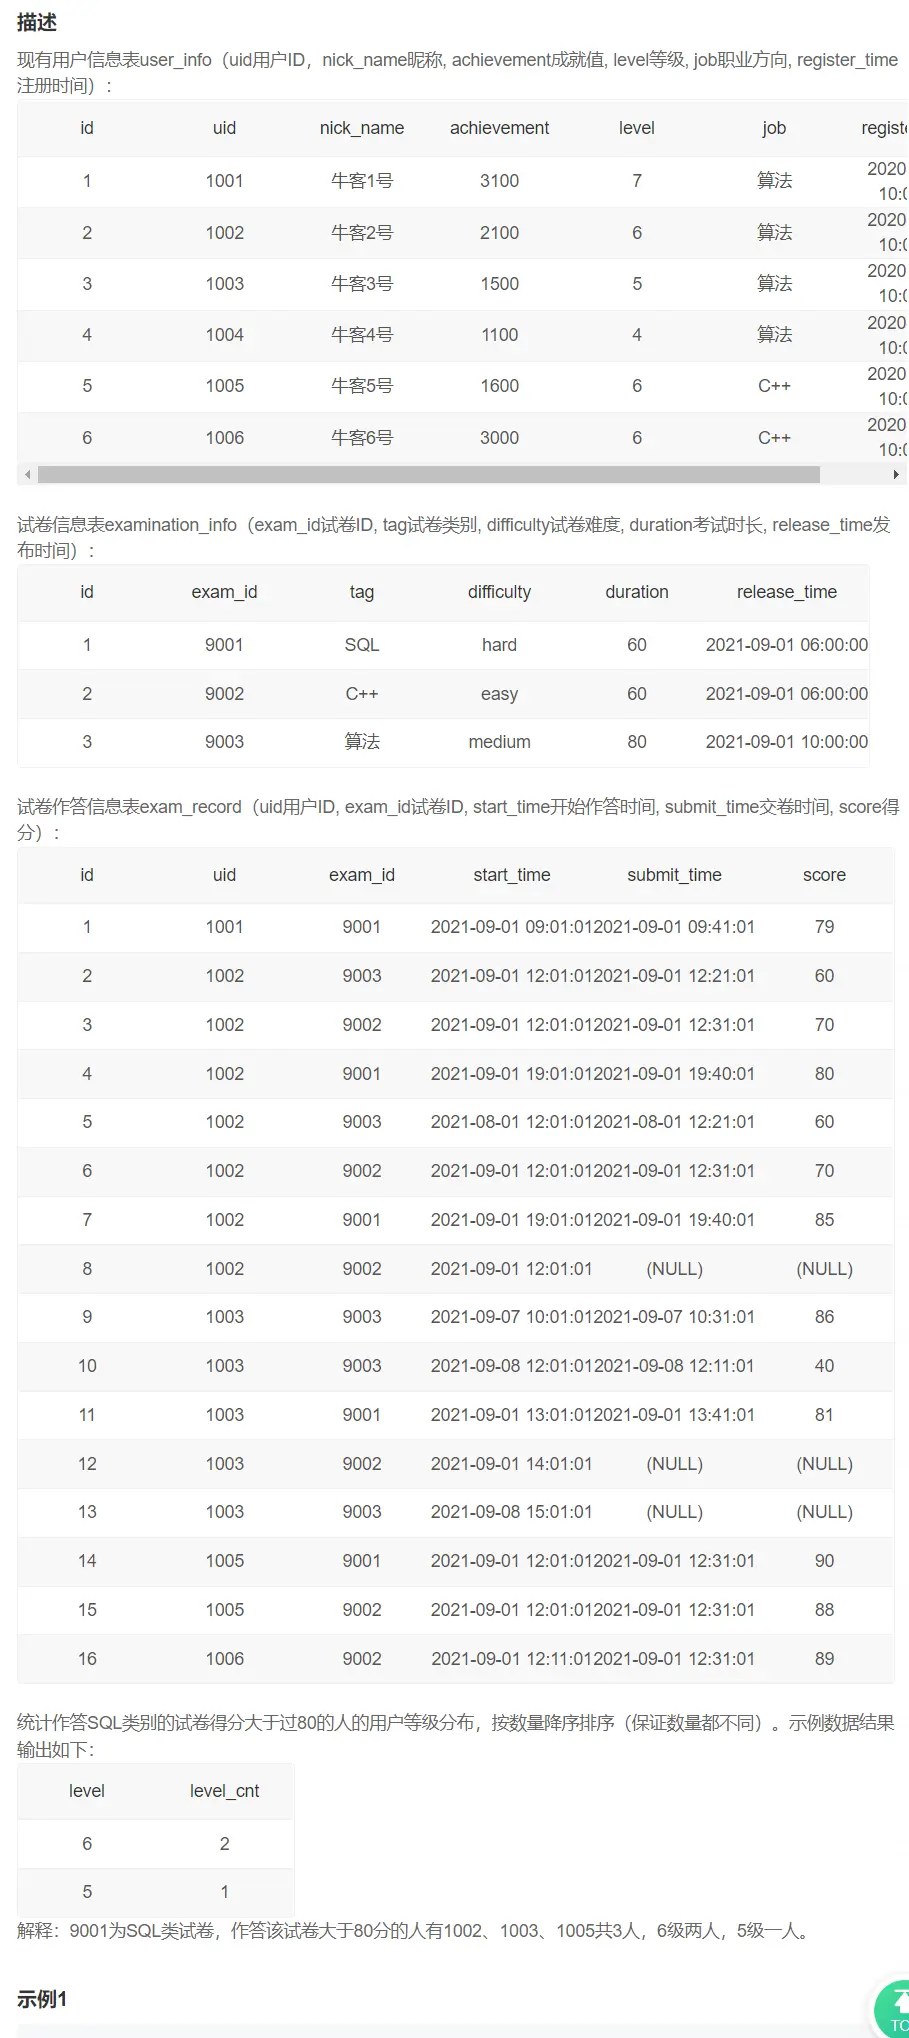 描述
现有用户信息表user_info（uid用户ID，nick_name昵称, achievement成就值, level等级, job职业方向, register_time
注册时间）：
id uid nick_name achievement level job registe
1 1001 牛客1号 3100 7 算法 2020
10:0
2 1002 牛客2号 2100 6 算法 2020
10:0
3 1003 牛客3号 1500 5 算法 2020
10:0
4 1004 牛客4号 1100 4 算法 2020
10:0
5 1005 牛客5号 1600 6 C++ 2020
10:0
6 1006 牛客6号 3000 6 C++ 2020
10:0
试卷信息表examination_info（exam_id试卷ID, tag试卷类别, difficulty试卷难度, duration考试时长, release_time发
布时间）：
id exam_id tag difficulty duration release_time
1 9001 SQL hard 60 2021-09-01 06:00:00
2 9002 C++ easy 60 2021-09-01 06:00:00
3 9003 算法 medium 80 2021-09-01 10:00:00
试卷作答信息表exam_record（uid用户ID, exam_id试卷ID, start_time开始作答时间, submit_time交卷时间, score得
分）：
id uid exam_id start_time submit_time score
1 1001 9001 2021-09-01 09:01:01 2021-09-01 09:41:01 79
2 1002 9003 2021-09-01 12:01:01 2021-09-01 12:21:01 60
3 1002 9002 2021-09-01 12:01:01 2021-09-01 12:31:01 70
4 1002 9001 2021-09-01 19:01:01 2021-09-01 19:40:01 80
5 1002 9003 2021-08-01 12:01:01 2021-08-01 12:21:01 60
6 1002 9002 2021-09-01 12:01:01 2021-09-01 12:31:01 70
7 1002 9001 2021-09-01 19:01:01 2021-09-01 19:40:01 85
8 1002 9002 2021-09-01 12:01:01 (NULL) (NULL)
9 1003 9003 2021-09-07 10:01:01 2021-09-07 10:31:01 86
10 1003 9003 2021-09-08 12:01:01 2021-09-08 12:11:01 40
11 1003 9001 2021-09-01 13:01:01 2021-09-01 13:41:01 81
12 1003 9002 2021-09-01 14:01:01 (NULL) (NULL)
13 1003 9003 2021-09-08 15:01:01 (NULL) (NULL)
14 1005 9001 2021-09-01 12:01:01 2021-09-01 12:31:01 90
15 1005 9002 2021-09-01 12:01:01 2021-09-01 12:31:01 88
16 1006 9002 2021-09-01 12:11:01 2021-09-01 12:31:01 89
统计作答SQL类别的试卷得分大于过80的人的用户等级分布，按数量降序排序（保证数量都不同）。示例数据结果
输出如下：
level level_cnt
6 2
5 1
解释：9001为SQL类试卷，作答该试卷大于80分的人有1002、1003、1005共3人，6级两人，5级一人。
示例1
TO